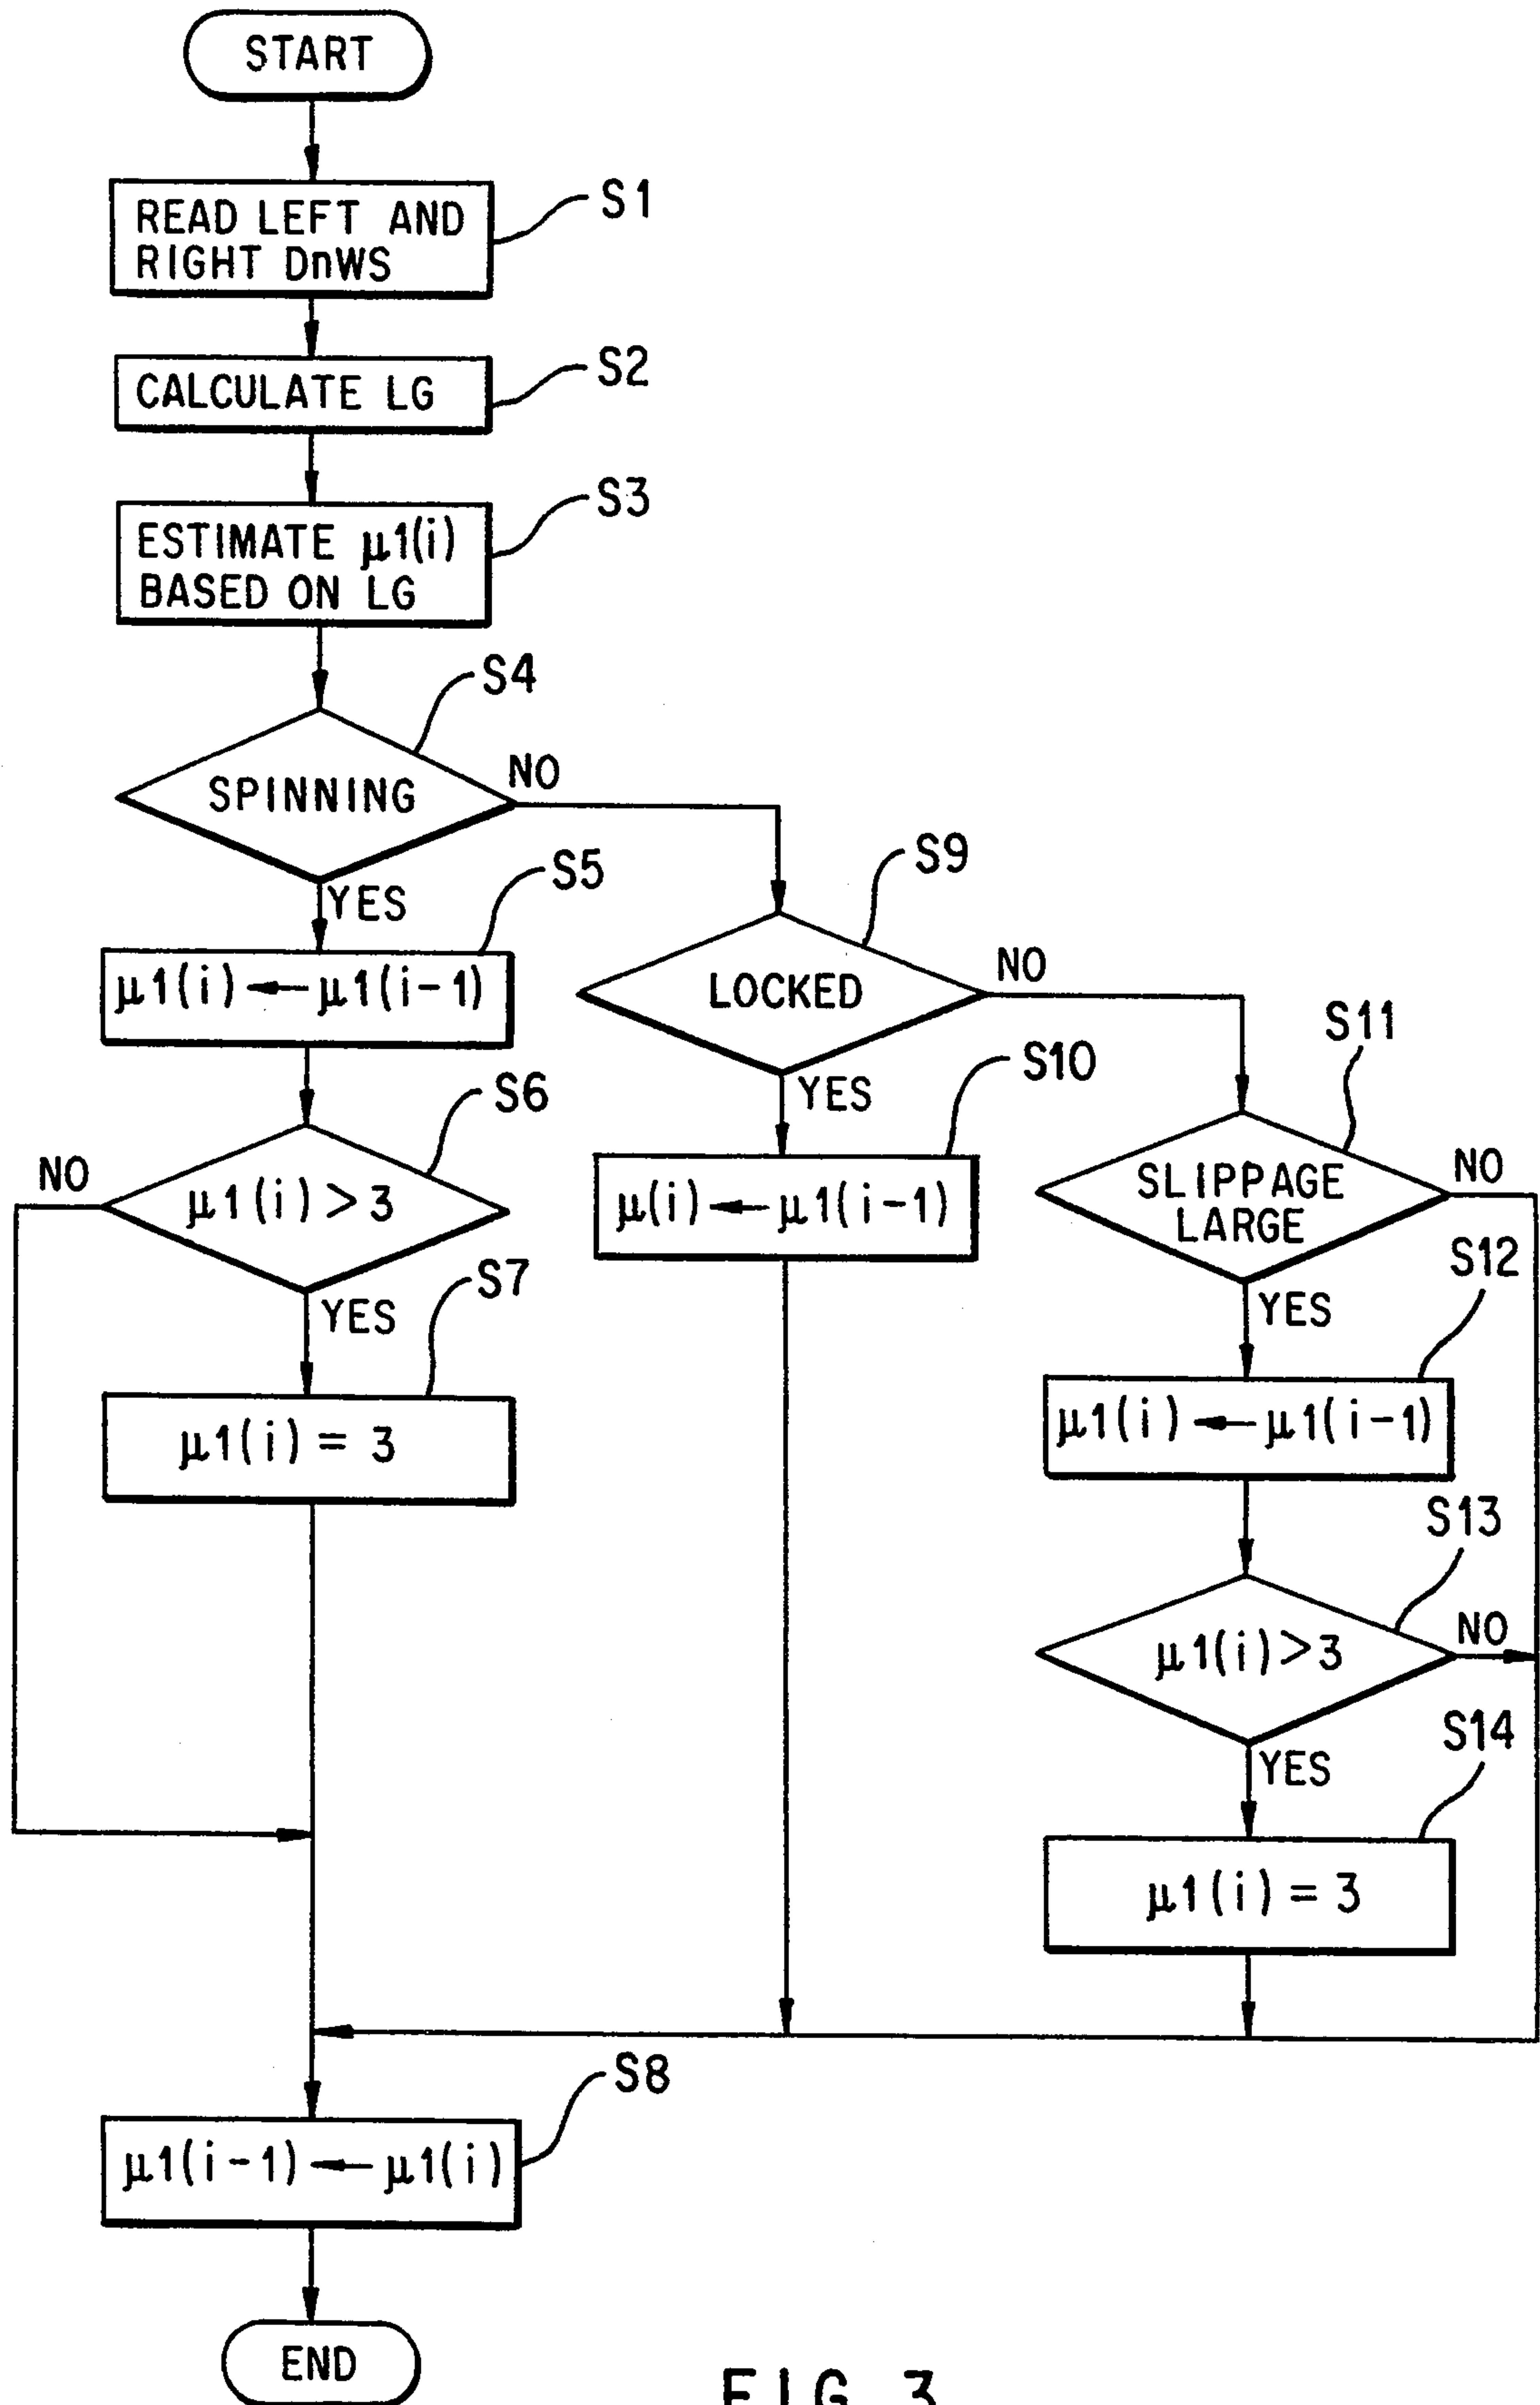 START
READ LEFT AND
RIGHT DnWS
S1
CALCULATE LG
S2
ESTIMATE μ1(i)
BASED ON LG
S3
SPINNING
S4
NO
YES
μ1(i) ← μ1(i-1)
S5
μ1(i) > 3
S6
NO
YES
μ1(i) = 3
S7
LOCKED
S9
NO
YES
μ(i) ← μ1(i-1)
S10
SLIPPAGE
LARGE
S11
NO
YES
μ1(i) ← μ1(i-1)
S12
μ1(i) > 3
S13
NO
YES
μ1(i) = 3
S14
μ1(i-1) ← μ1(i)
S8
END
FIG. 3